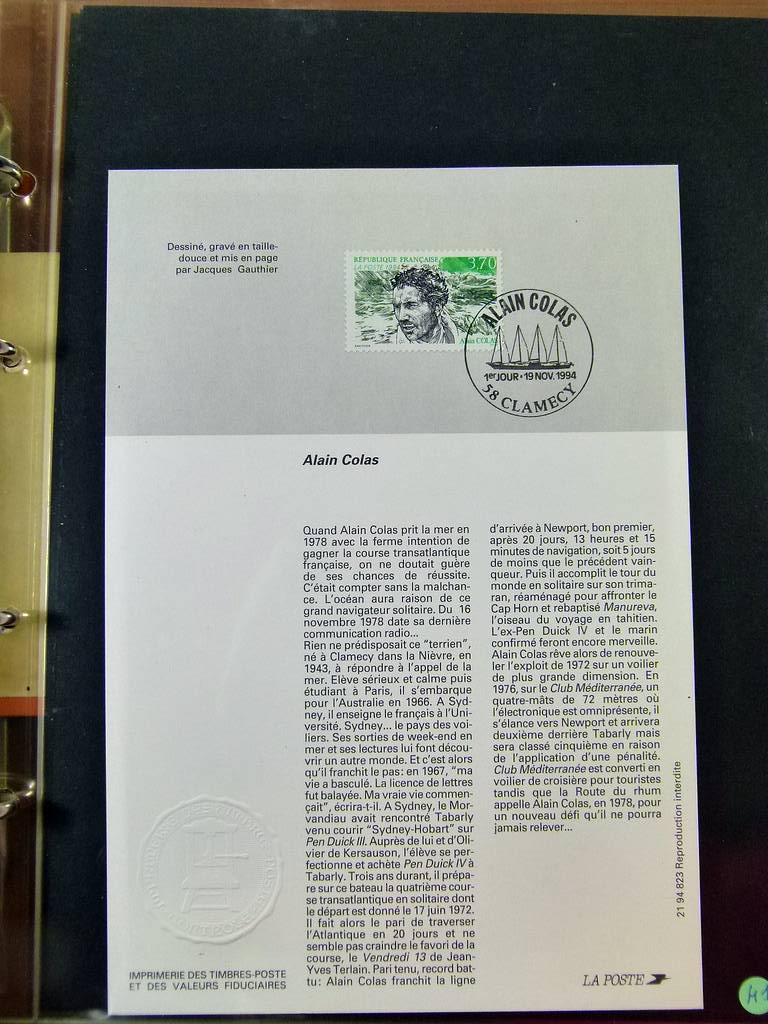 Dessiné, gravé en taille-
douce et mis en page
par Jacques Gauthier
RÉPUBLIQUE FRANÇAISE
LA POSTE 1994
3,70
Alain COLAS
ALAIN COLAS
1er JOUR • 19 NOV. 1994
58 CLAMECY
Alain Colas
Quand Alain Colas prit la mer en
1978 avec la ferme intention de
gagner la course transatlantique
française, on ne doutait guère
de ses chances de réussite.
C'était compter sans la malchan-
ce. L'océan aura raison de ce
grand navigateur solitaire. Du 16
novembre 1978 date sa dernière
communication radio...
Rien ne prédisposait ce "terrien",
né à Clamecy dans la Nièvre, en
1943, à répondre à l'appel de la
mer. Elève sérieux et calme puis
étudiant à Paris, il s'embarque
pour l'Australie en 1966. A Syd-
ney, il enseigne le français à l'Uni-
versité. Sydney... le pays des voi-
liers. Ses sorties de week-end en
mer et ses lectures lui font décou-
vrir un autre monde. Et c'est alors
qu'il franchit le pas: en 1967, "ma
vie a basculé. La licence de lettres
fut balayée. Ma vraie vie commen-
çait", écrira-t-il. A Sydney, le Mor-
vandiau avait rencontré Tabarly
venu courir "Sydney-Hobart" sur
Pen Duick III. Auprès de lui et d'Oli-
vier de Kersauson, l'élève se per-
fectionne et achète Pen Duick IV à
Tabarly. Trois ans durant, il prépa-
re sur ce bateau la quatrième cour-
se transatlantique en solitaire dont
le départ est donné le 17 juin 1972.
Il fait alors le pari de traverser
l'Atlantique en 20 jours et ne
semble pas craindre le favori de la
course, le Vendredi 13 de Jean-
Yves Terlain. Pari tenu, record bat-
tu: Alain Colas franchit la ligne
d'arrivée à Newport, bon premier,
après 20 jours, 13 heures et 15
minutes de navigation, soit 5 jours
de moins que le précédent vain-
queur. Puis il accomplit le tour du
monde en solitaire sur son trima-
ran, réaménagé pour affronter le
Cap Horn et rebaptisé Manureva,
l'oiseau du voyage en tahitien.
L'ex-Pen Duick IV et le marin
confirmé feront encore merveille.
Alain Colas rêve alors de renouve-
ler l'exploit de 1972 sur un voilier
de plus grande dimension. En
1976, sur le Club Méditerranée, un
quatre-mâts de 72 mètres où
l'électronique est omniprésente, il
s'élance vers Newport et arrivera
deuxième derrière Tabarly mais
sera classé cinquième en raison
de l'application d'une pénalité.
Club Méditerranée est converti en
voilier de croisière pour touristes
tandis que la Route du rhum
appelle Alain Colas, en 1978, pour
un nouveau défi qu'il ne pourra
jamais relever...
21 94 823 Reproduction interdite
IMPRIMERIE DES TIMBRES-POSTE
ET DES VALEURS FIDUCIAIRES
LA POSTE